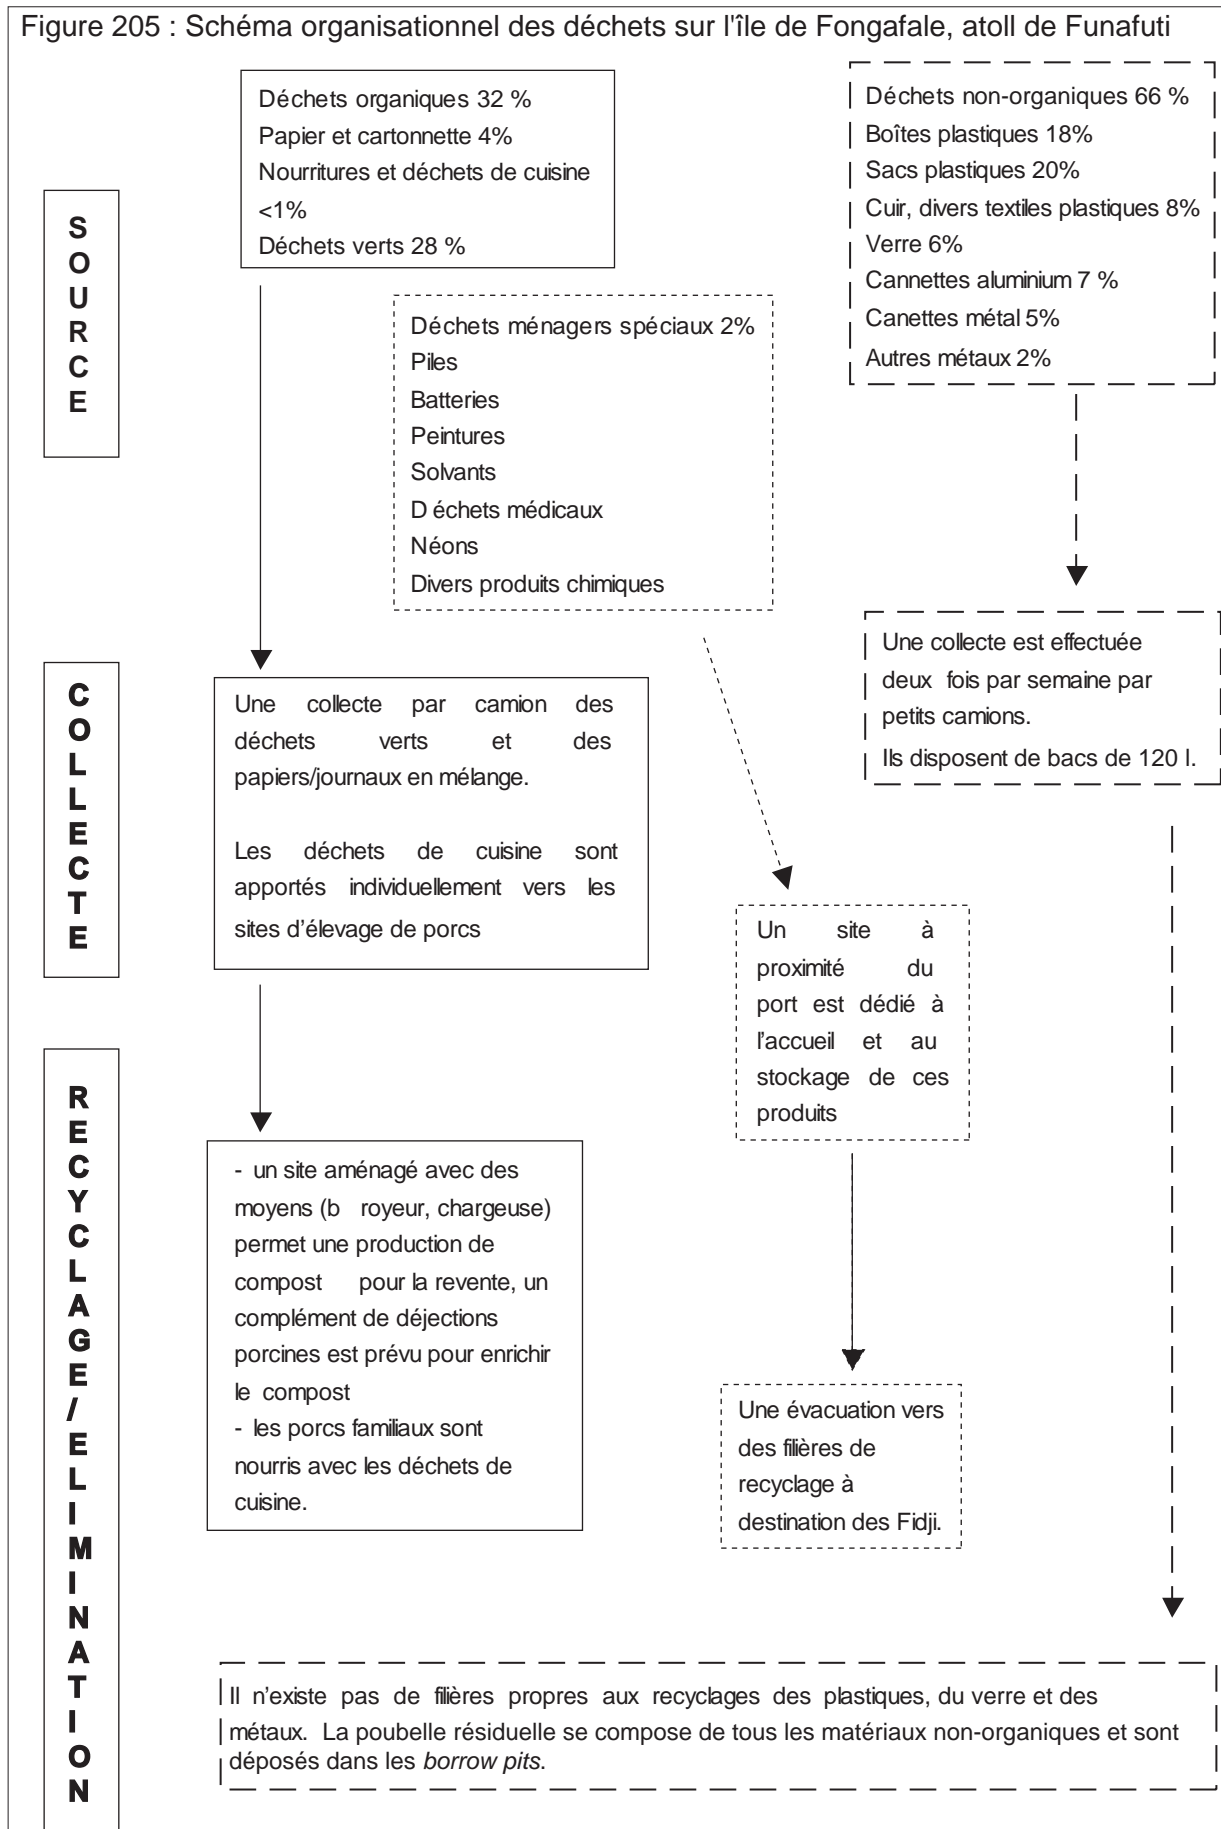 Figure 205 : Schéma organisationnel des déchets sur l'île de Fongafale, atoll de Funafuti
SOURCE
Déchets organiques 32 %
Papier et cartonnette 4%
Nourritures et déchets de cuisine
<1%
Déchets verts 28 %
Déchets ménagers spéciaux 2%
Piles
Batteries
Peintures
Solvants
D échets médicaux
Néons
Divers produits chimiques
Déchets non-organiques 66 %
Boîtes plastiques 18%
Sacs plastiques 20%
Cuir, divers textiles plastiques 8%
Verre 6%
Cannettes aluminium 7 %
Canettes métal 5%
Autres métaux 2%
COLLECTE
Une collecte par camion des
déchets verts et des
papiers/journaux en mélange.
Les déchets de cuisine sont
apportés individuellement vers les
sites d'élevage de porcs
Un site à
proximité du
port est dédié à
l'accueil et au
stockage de ces
produits
Une collecte est effectuée
deux fois par semaine par
petits camions.
Ils disposent de bacs de 120 l.
RECYCLAGE/ELIMINATION
- un site aménagé avec des
moyens (b royeur, chargeuse)
permet une production de
compost pour la revente, un
complément de déjections
porcines est prévu pour enrichir
le compost
- les porcs familiaux sont
nourris avec les déchets de
cuisine.
Une évacuation vers
des filières de
recyclage à
destination des Fidji.
Il n'existe pas de filières propres aux recyclages des plastiques, du verre et des
métaux. La poubelle résiduelle se compose de tous les matériaux non-organiques et sont
déposés dans les borrow pits.